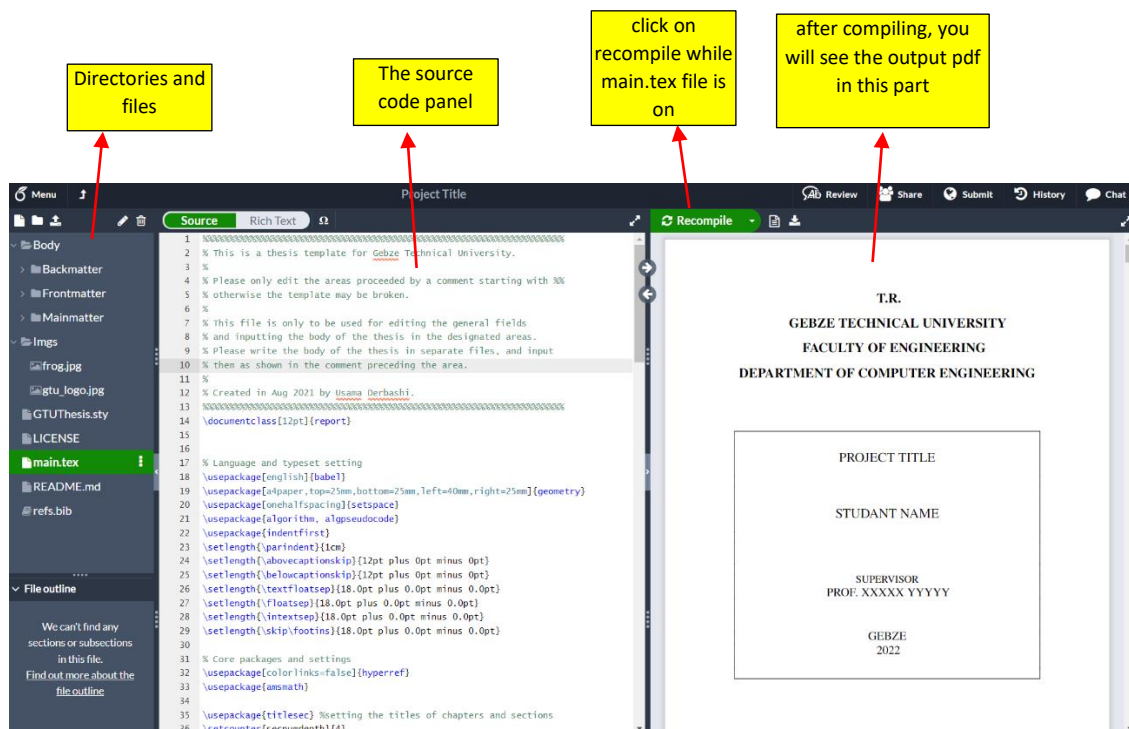 Directories and
files
The source
code panel
click on
recompile while
main.tex file is
on
after compiling, you
will see the output pdf
in this part
Menu
Project Title
Review
Share
Submit
History
Chat
Source
Rich Text
Ω
Recompile
Body
Backmatter
Frontmatter
Mainmatter
Imgs
frog.jpg
gtu_logo.jpg
GTUThesis.sty
LICENSE
main.tex
README.md
refs.bib
File outline
We can't find any
sections or subsections
in this file.
Find out more about the
file outline
1 %%%%%%%%%%%%%%%%%%%%%%%%%%%%%%%%%%%%%%%%%%%%%%%%%%%%%%%%%%%%%%%%%%
2 % This is a thesis template for Gebze Technical University.
3 %
4 % Please only edit the areas proceeded by a comment starting with %%
5 % otherwise the template may be broken.
6 %
7 % This file is only to be used for editing the general fields
8 % and inputting the body of the thesis in the designated areas.
9 % Please write the body of the thesis in separate files, and input
10 % them as shown in the comment preceding the area.
11 %
12 % Created in Aug 2021 by Usama Derbashi.
13 %%%%%%%%%%%%%%%%%%%%%%%%%%%%%%%%%%%%%%%%%%%%%%%%%%%%%%%%%%%%%%%%%%
14 \documentclass[12pt]{report}
15
16
17 % Language and typeset setting
18 \usepackage[english]{babel}
19 \usepackage[a4paper,top=25mm,bottom=25mm,left=40mm,right=25mm]{geometry}
20 \usepackage[onehalfspacing]{setspace}
21 \usepackage{algorithm, algpseudocode}
22 \usepackage{indentfirst}
23 \setlength{\parindent}{1cm}
24 \setlength{\abovecaptionskip}{12pt plus 0pt minus 0pt}
25 \setlength{\belowcaptionskip}{12pt plus 0pt minus 0pt}
26 \setlength{\textfloatsep}{18.0pt plus 0.0pt minus 0.0pt}
27 \setlength{\floatsep}{18.0pt plus 0.0pt minus 0.0pt}
28 \setlength{\intextsep}{18.0pt plus 0.0pt minus 0.0pt}
29 \setlength{\skip\footins}{18.0pt plus 0.0pt minus 0.0pt}
30
31 % Core packages and settings
32 \usepackage[colorlinks=false]{hyperref}
33 \usepackage{amsmath}
34
35 \usepackage{titlesec} %setting the titles of chapters and sections
36 \setcounter{secnumdepth}{4}
T.R.
GEBZE TECHNICAL UNIVERSITY
FACULTY OF ENGINEERING
DEPARTMENT OF COMPUTER ENGINEERING
PROJECT TITLE
STUDANT NAME
SUPERVISOR
PROF. XXXXX YYYYY
GEBZE
2022